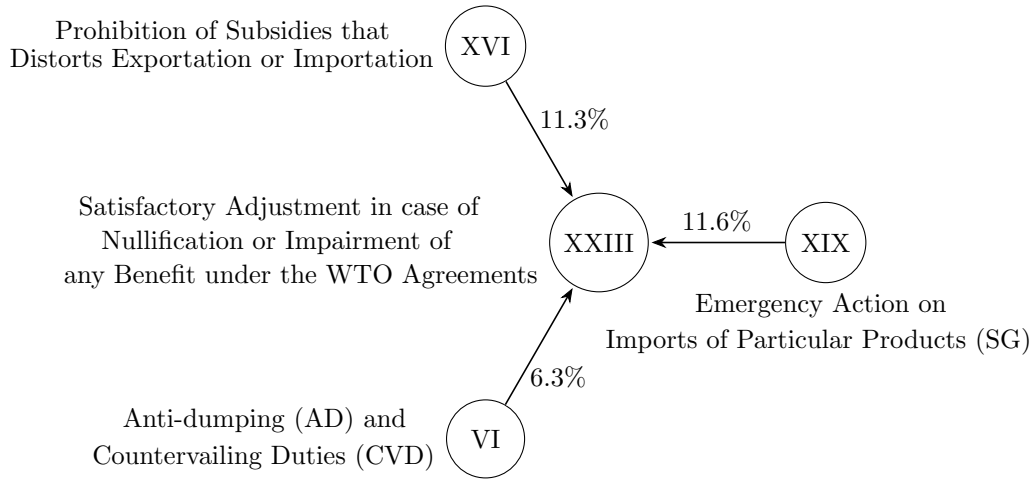 Prohibition of Subsidies that
Distorts Exportation or Importation
XVI
11.3%
Satisfactory Adjustment in case of
Nullification or Impairment of
any Benefit under the WTO Agreements
XXIII
11.6%
XIX
Emergency Action on
Imports of Particular Products (SG)
6.3%
Anti-dumping (AD) and
Countervailing Duties (CVD)
VI